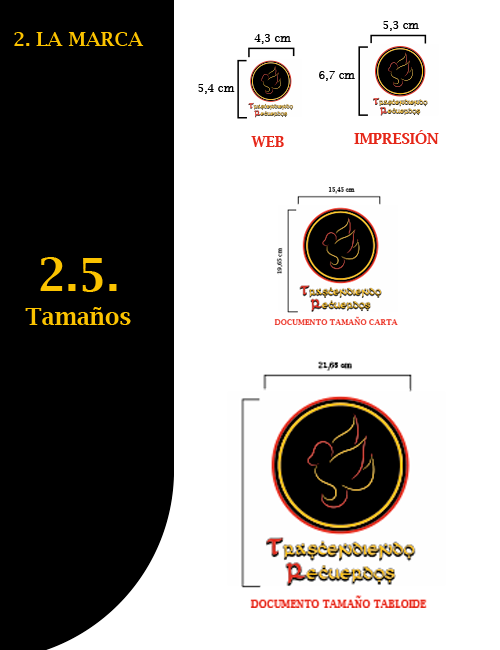 2. LA MARCA
2.5.
Tamaños
4,3 cm
5,4 cm
Trascendiendo
Recuerdos
WEB
5,3 cm
6,7 cm
Trascendiendo
Recuerdos
IMPRESIÓN
15,45 cm
19,65 cm
Trascendiendo
Recuerdos
DOCUMENTO TAMAÑO CARTA
21,65 cm
Trascendiendo
Recuerdos
DOCUMENTO TAMAÑO TABLOIDE